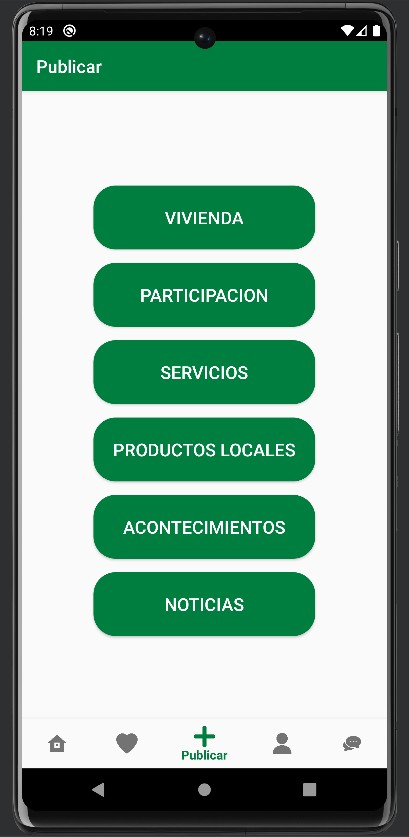 8:19
Publicar
VIVIENDA
PARTICIPACION
SERVICIOS
PRODUCTOS LOCALES
ACONTECIMIENTOS
NOTICIAS
Publicar